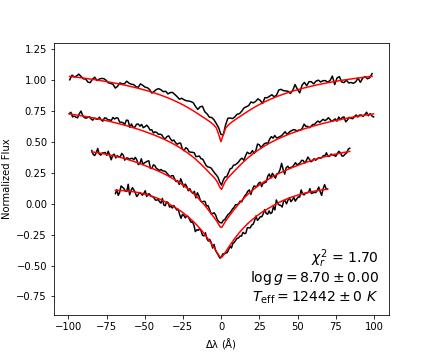 1.25
1.00
0.75
0.50
0.25
0.00
−0.25
−0.50
−0.75
Normalized Flux
χ²ᵣ = 1.70
log g = 8.70 ± 0.00
T_eff = 12442 ± 0 K
−100 −75 −50 −25 0 25 50 75 100
Δλ (Å)